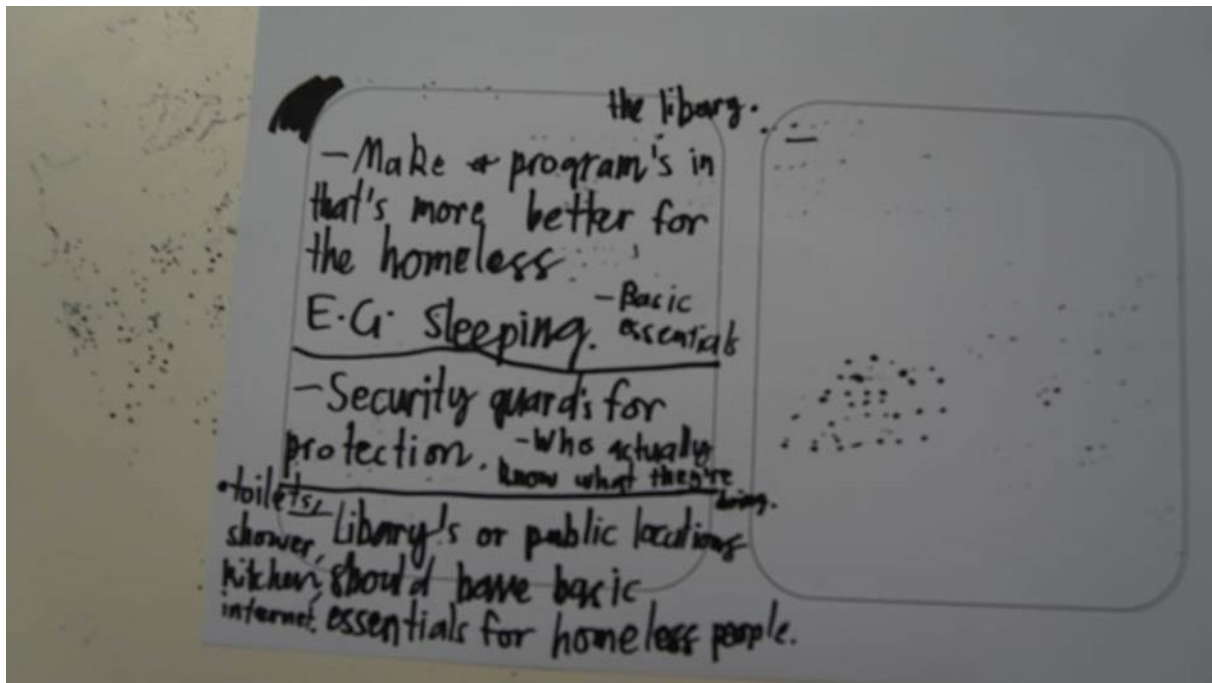 the libary.
- Make program's in
that's more better for
the homeless
E.G. Sleeping.
- Basic
essentials
- Security guard's for
protection.
- Who actually
know what they're
doing.
• toilets,
shower,
kitchen,
internet.
Libary's or public locations
should have basic
essentials for homeless people.